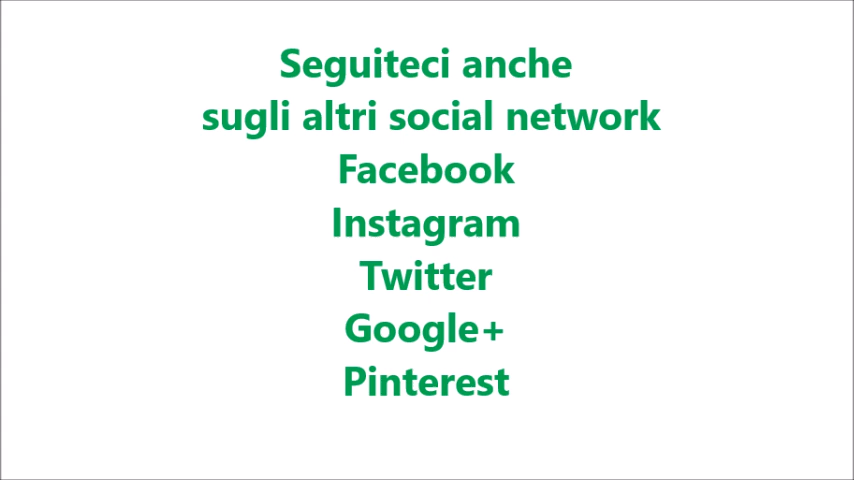 Seguiteci anche
sugli altri social network
Facebook
Instagram
Twitter
Google+
Pinterest